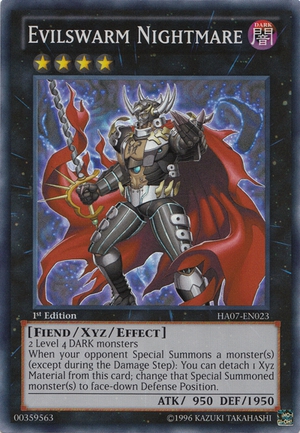 Evilswarm Nightmare
DARK
闇
1st Edition
HA07-EN023
[Fiend/Xyz/Effect]
2 Level 4 DARK monsters
When your opponent Special Summons a monster(s)
(except during the Damage Step): You can detach 1 Xyz
Material from this card; change that Special Summoned
monster(s) to face-down Defense Position.
ATK/ 950 DEF/1950
00359563
©1996 KAZUKI TAKAHASHI